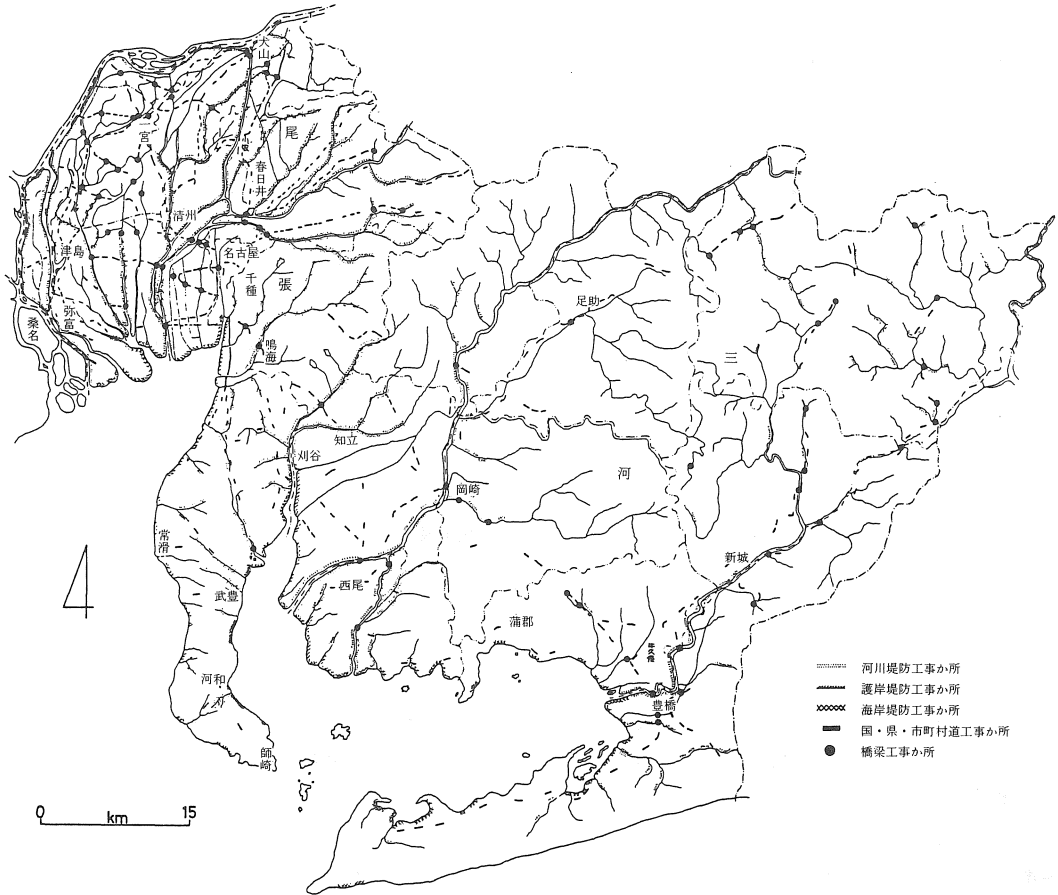 犬山
尾
一宮
春日井
清州
津島
名古屋
千種
張
弥富
桑名
鳴海
足助
三
知立
刈谷
河
岡崎
常滑
新城
西尾
武豊
蒲郡
牛久保
河和
豊橋
師崎
河川堤防工事か所
護岸堤防工事か所
海岸堤防工事か所
国・県・市町村道工事か所
橋梁工事か所
0 km 15